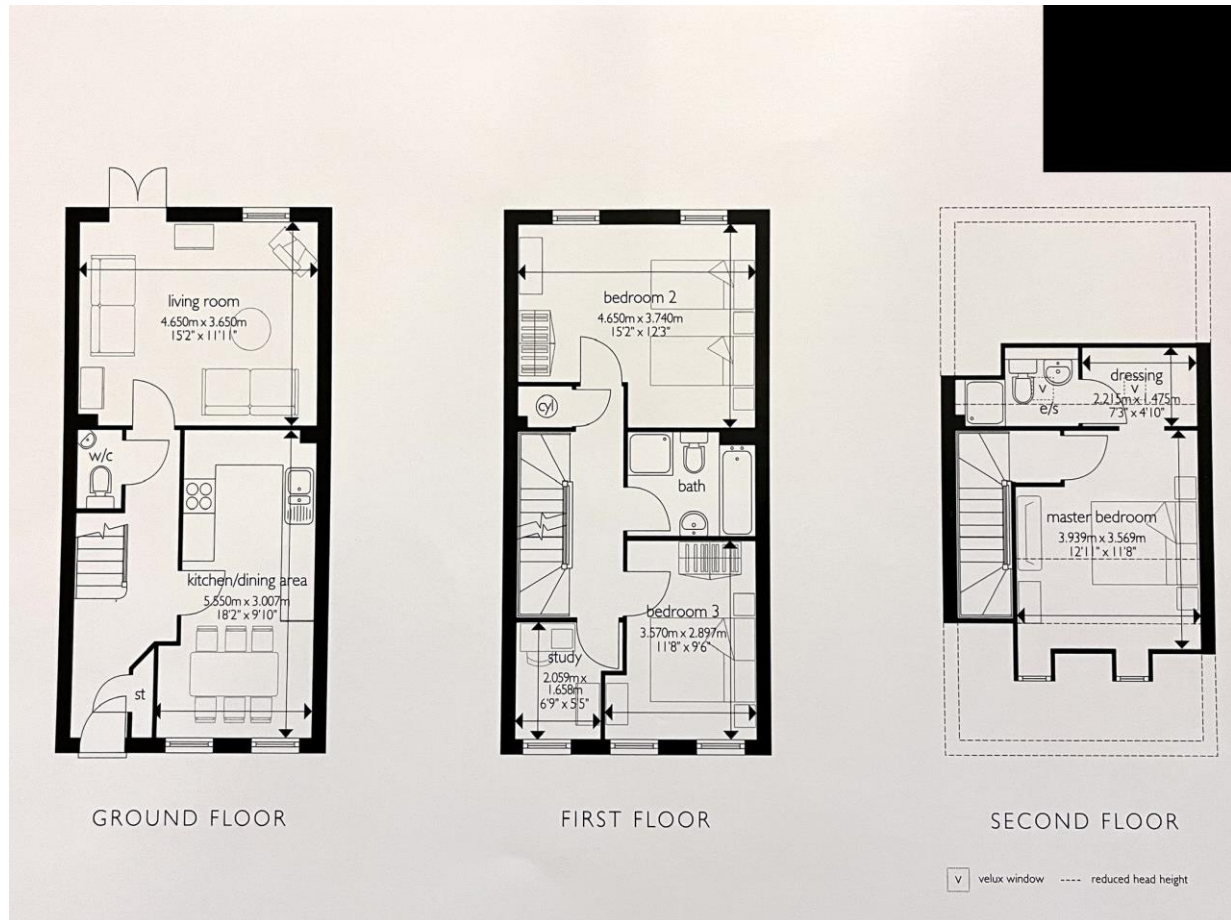 living room
4.650m x 3.650m
15'2" x 11'11"
w/c
kitchen/dining area
5.550m x 3.007m
18'2" x 9'10"
st
GROUND FLOOR
bedroom 2
4.650m x 3.740m
15'2" x 12'3"
cyl
bath
bedroom 3
3.570m x 2.897m
11'8" x 9'6"
study
2.059m x
1.658m
6'9" x 5'5"
FIRST FLOOR
dressing
2.215m x 1.475m
7'3" x 4'10"
V
V
e/s
master bedroom
3.939m x 3.569m
12'11" x 11'8"
SECOND FLOOR
V velux window ---- reduced head height